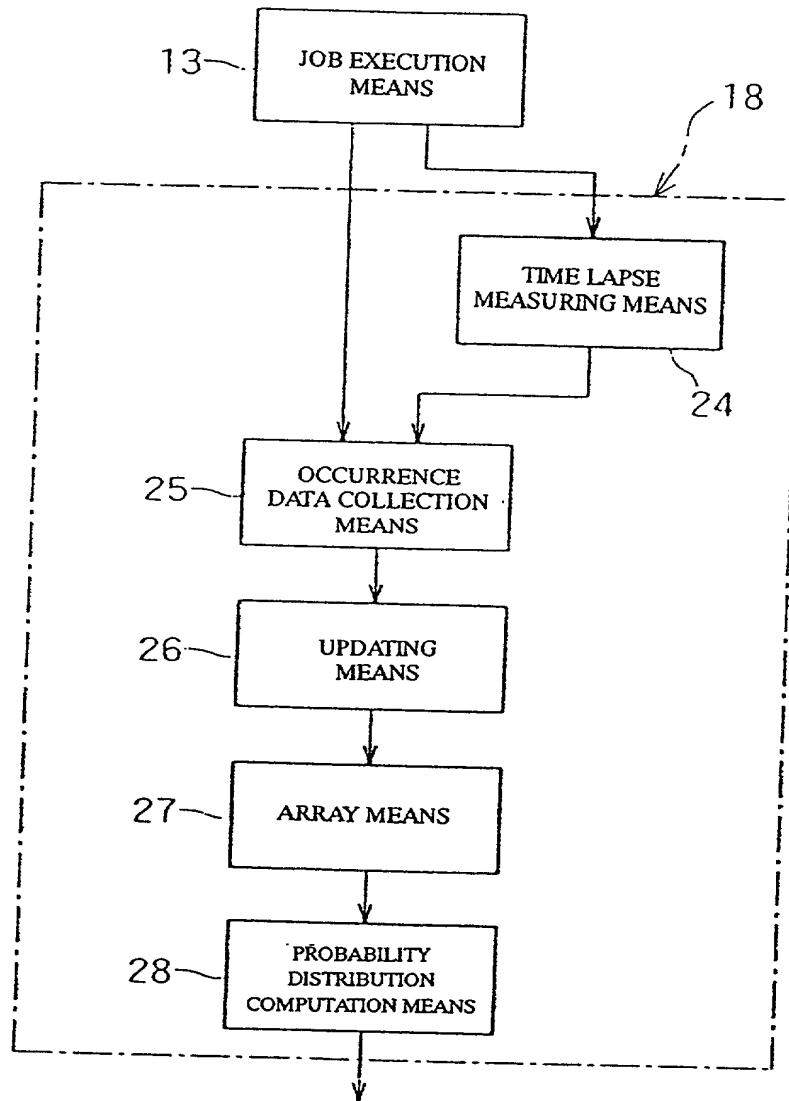 13
JOB EXECUTION
MEANS
18
TIME LAPSE
MEASURING MEANS
24
25
OCCURRENCE
DATA COLLECTION
MEANS
26
UPDATING
MEANS
27
ARRAY MEANS
28
PROBABILITY
DISTRIBUTION
COMPUTATION MEANS